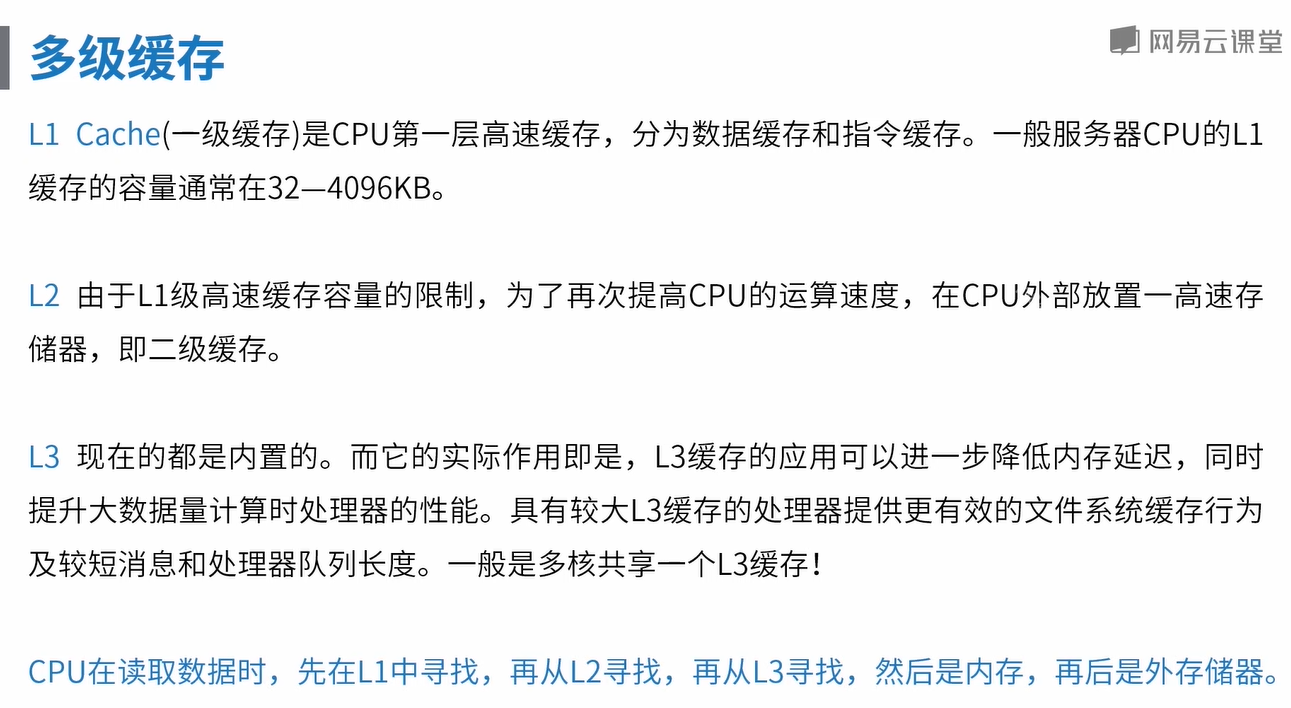 多级缓存
网易云课堂
L1 Cache(一级缓存)是CPU第一层高速缓存，分为数据缓存和指令缓存。一般服务器CPU的L1
缓存的容量通常在32—4096KB。
L2 由于L1级高速缓存容量的限制，为了再次提高CPU的运算速度，在CPU外部放置一高速存
储器，即二级缓存。
L3 现在的都是内置的。而它的实际作用即是，L3缓存的应用可以进一步降低内存延迟，同时
提升大数据量计算时处理器的性能。具有较大L3缓存的处理器提供更有效的文件系统缓存行为
及较短消息和处理器队列长度。一般是多核共享一个L3缓存！
CPU在读取数据时，先在L1中寻找，再从L2寻找，再从L3寻找，然后是内存，再后是外存储器。